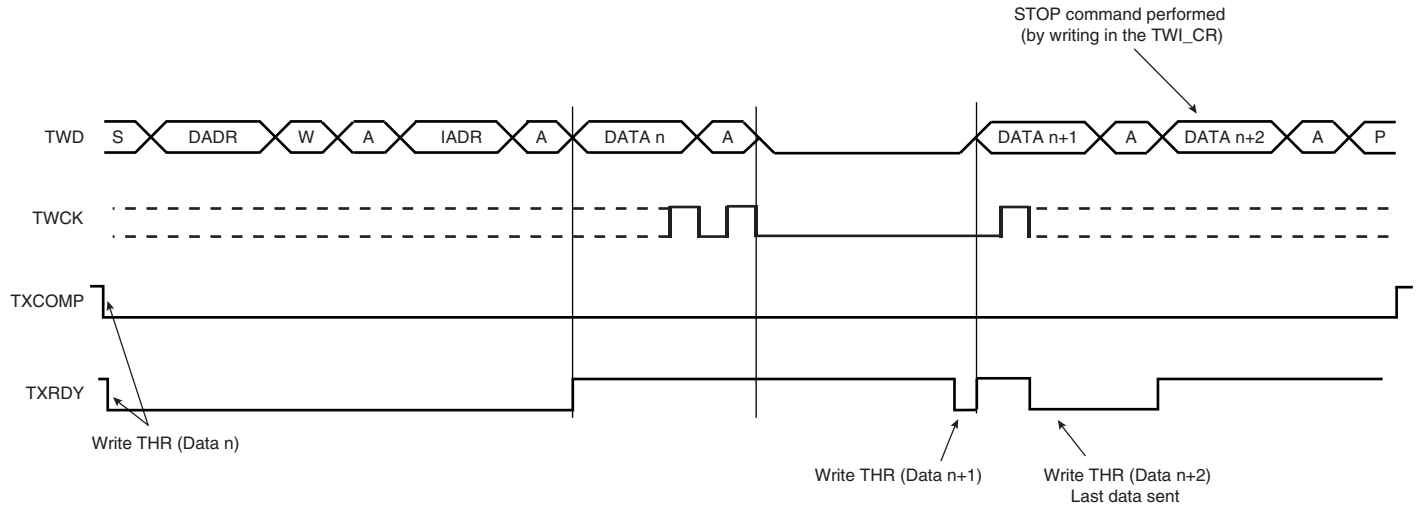 STOP command performed
(by writing in the TWI_CR)
TWD S DADR W A IADR A DATA n A DATA n+1 A DATA n+2 A P
TWCK
TXCOMP
TXRDY
Write THR (Data n)
Write THR (Data n+1)
Write THR (Data n+2)
Last data sent